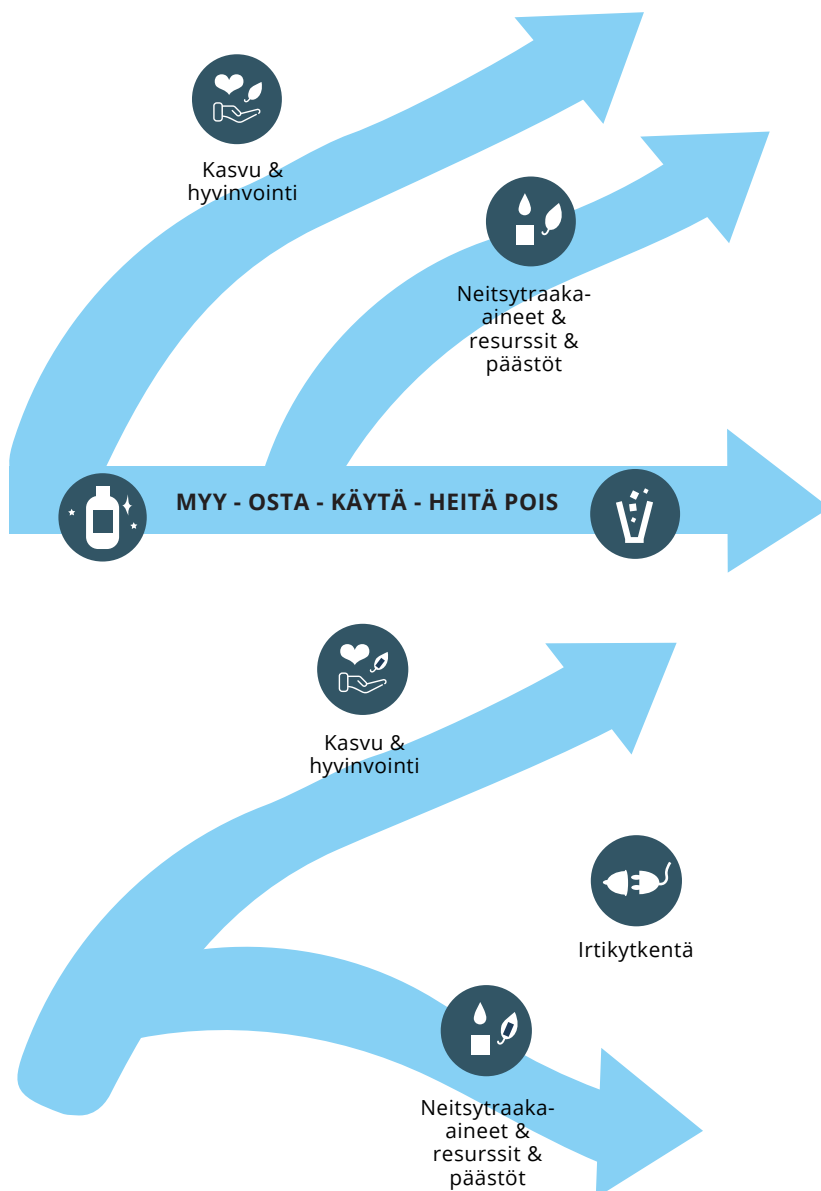 Kasvu &
hyvinvointi
Neitsytraaka-
aineet &
resurssit &
päästöt
MYY - OSTA - KÄYTÄ - HEITÄ POIS
Kasvu &
hyvinvointi
Irtikytkentä
Neitsytraaka-
aineet &
resurssit &
päästöt